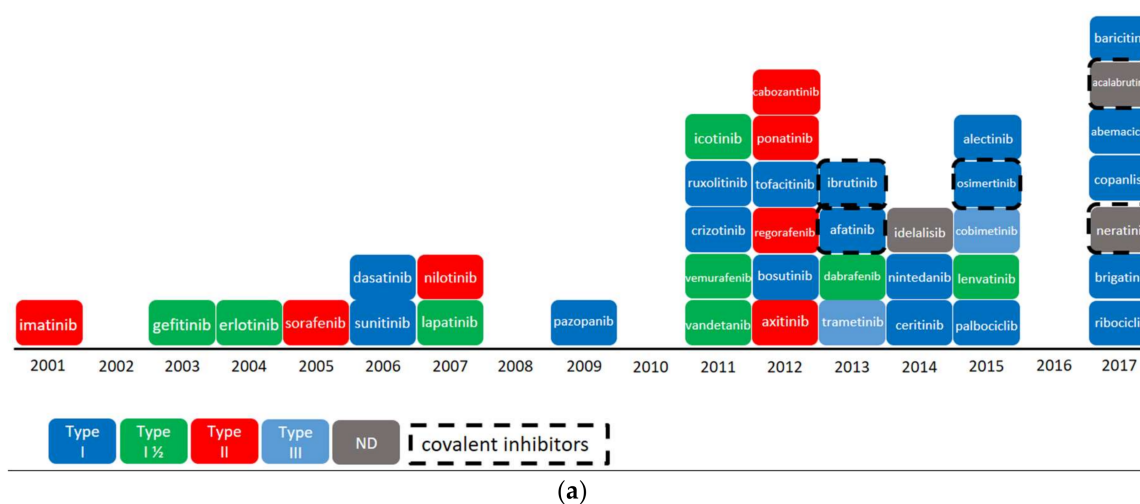 baricitin
cabozantinib
acalabrutin
icotinib
ponatinib
alectinib
abemacic
ruxolitinib
tofacitinib
ibrutinib
osimertinib
copanlis
crizotinib
regorafenib
afatinib
idelalisib
cobimetinib
neratini
dasatinib
nilotinib
vemurafenib
bosutinib
dabrafenib
nintedanib
lenvatinib
brigatin
imatinib
gefitinib
erlotinib
sorafenib
sunitinib
lapatinib
pazopanib
vandetanib
axitinib
trametinib
ceritinib
palbociclib
ribocicli
2001 2002 2003 2004 2005 2006 2007 2008 2009 2010 2011 2012 2013 2014 2015 2016 2017
Type
I
Type
I ½
Type
II
Type
III
ND
covalent inhibitors
(a)